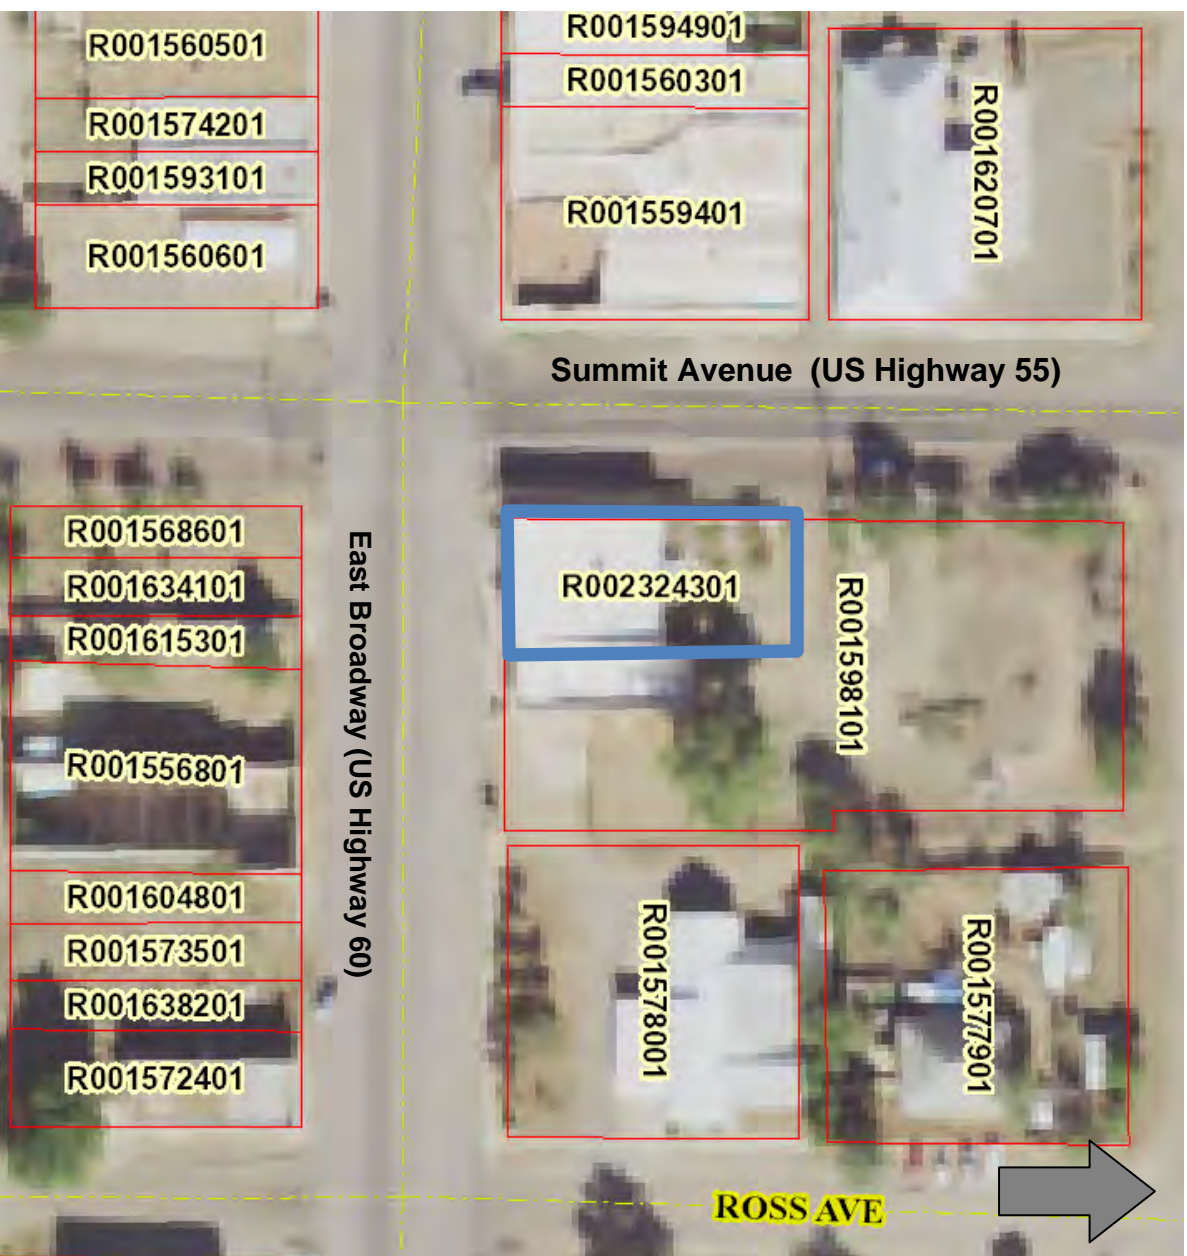 R001560501
R001574201
R001593101
R001560601
R001594901
R001560301
R001559401
R001620701
Summit Avenue (US Highway 55)
R001568601
R001634101
R001615301
R001556801
R001604801
R001573501
R001638201
R001572401
East Broadway (US Highway 60)
R002324301
R001598101
R001578001
R001577901
ROSS AVE